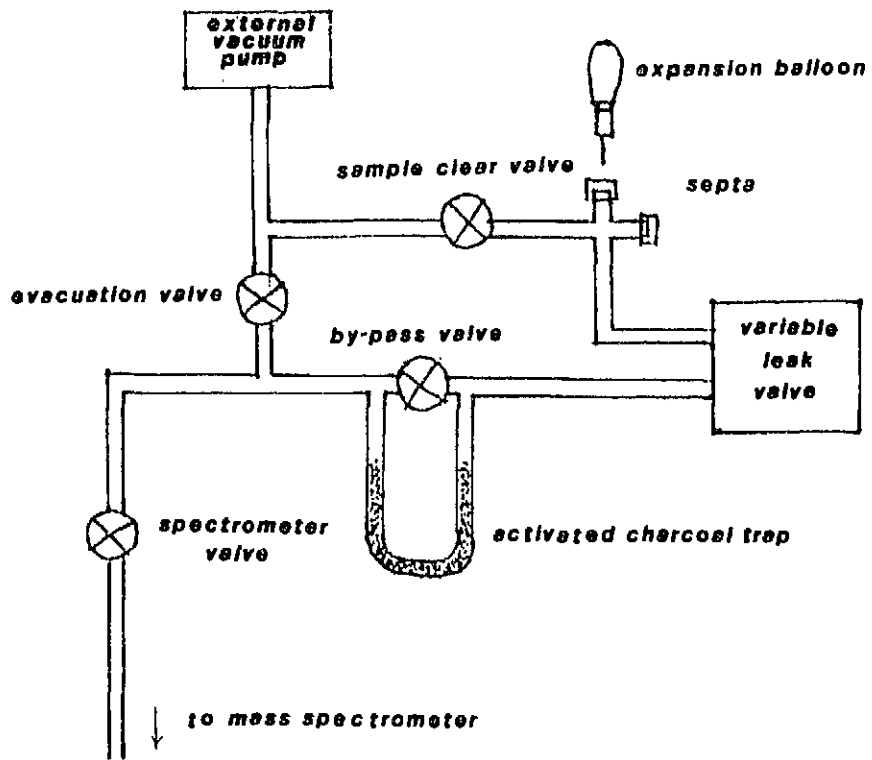 external
vacuum
pump
expansion balloon
sample clear valve
septa
evacuation valve
by-pass valve
variable
leak
valve
spectrometer
valve
activated charcoal trap
to mass spectrometer